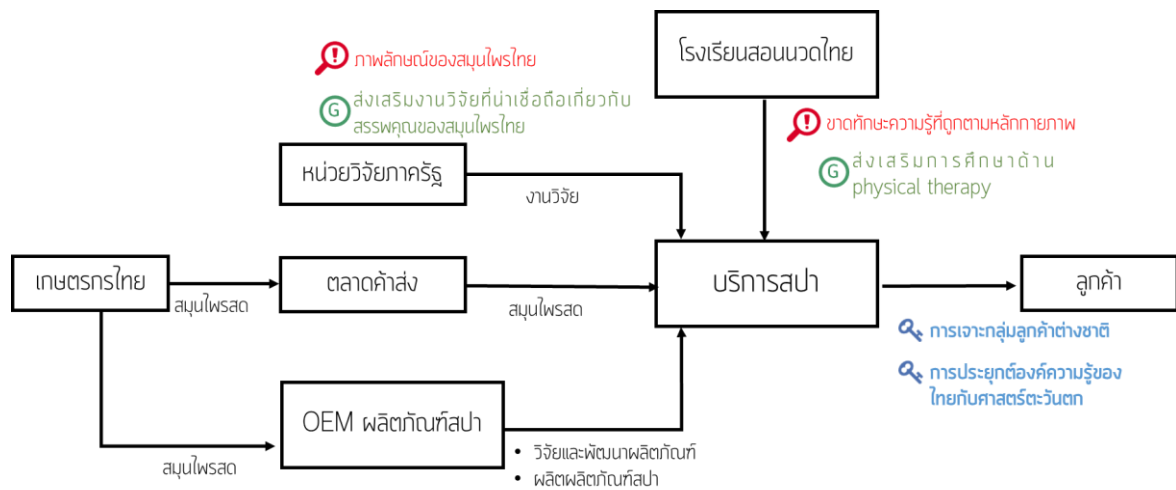 ภาพลักษณ์ของสมุนไพรไทย
G
ส่งเสริมงานวิจัยที่น่าเชื่อถือเกี่ยวกับ
สรรพคุณของสมุนไพรไทย
โรงเรียนสอนนวดไทย
ขาดทักษะความรู้ที่ถูกตามหลักกายภาพ
G
ส่งเสริมการศึกษาด้าน
physical therapy
หน่วยวิจัยภาครัฐ
งานวิจัย
เกษตรกรไทย
สมุนไพรสด
ตลาดค้าส่ง
สมุนไพรสด
บริการสปา
ลูกค้า
การเจาะกลุ่มลูกค้าต่างชาติ
การประยุกต์องค์ความรู้ของ
ไทยกับศาสตร์ตะวันตก
OEM ผลิตภัณฑ์สปา
สมุนไพรสด
• วิจัยและพัฒนาผลิตภัณฑ์
• ผลิตผลิตภัณฑ์สปา